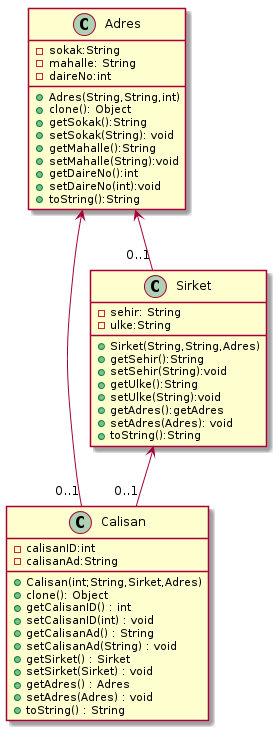 C Adres
sokak:String
mahalle: String
daireNo:int
Adres(String,String,int)
clone(): Object
getSokak():String
setSokak(String): void
getMahalle():String
setMahalle(String):void
getDaireNo():int
setDaireNo(int):void
toString():String
0..1
C Sirket
sehir: String
ulke:String
Sirket(String,String,Adres)
getSehir():String
setSehir(String):void
getUlke():String
setUlke(String):void
getAdres():getAdres
setAdres(Adres): void
toString():String
0..1 0..1
C Calisan
calisanID:int
calisanAd:String
Calisan(int;String,Sirket,Adres)
clone(): Object
getCalisanID() : int
setCalisanID(int) : void
getCalisanAd() : String
setCalisanAd(String) : void
getSirket() : Sirket
setSirket(Sirket) : void
getAdres() : Adres
setAdres(Adres) : void
toString() : String